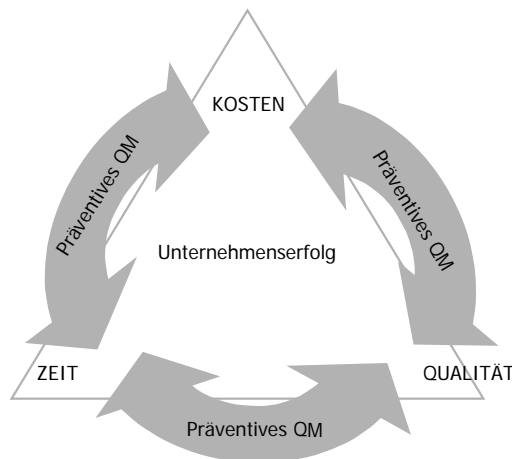 KOSTEN
Präventives QM
Präventives QM
Unternehmenserfolg
ZEIT
QUALITÄT
Präventives QM